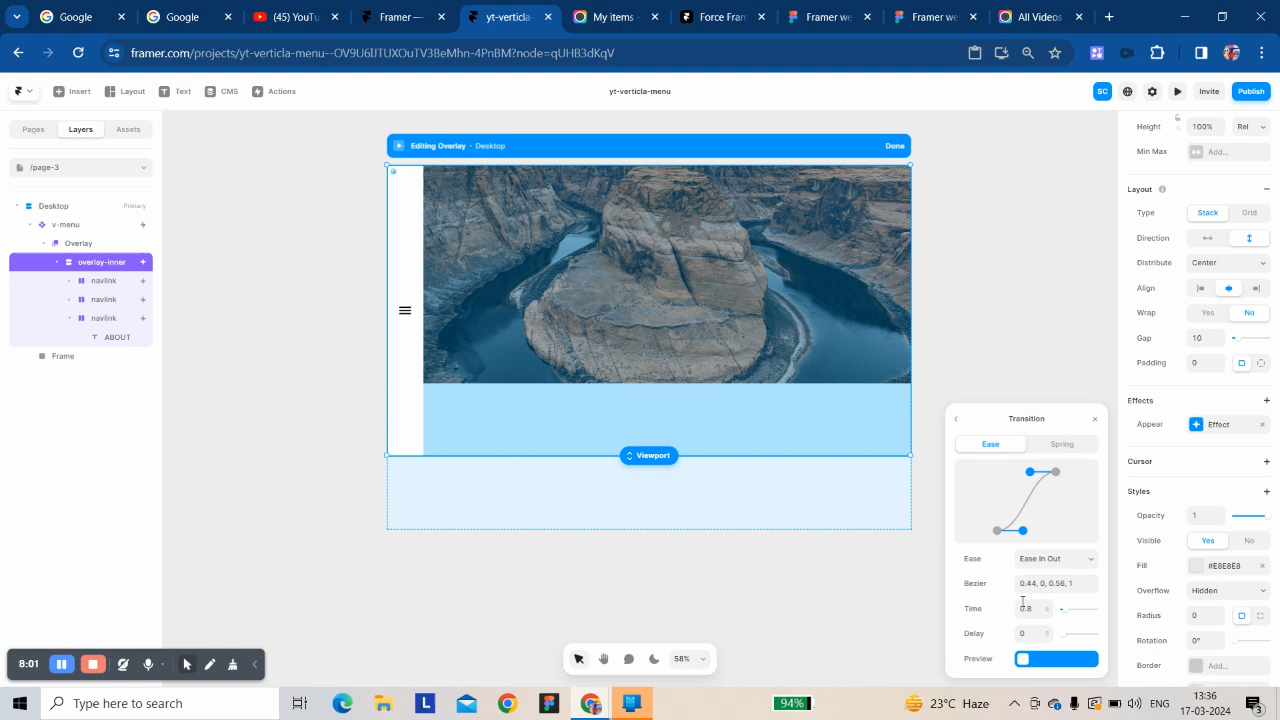 Google
Google
(45) YouTu
Framer —
yt-verticla-
My items -
Force Fram
Framer we
Framer we
All Videos
framer.com/projects/yt-verticla-menu--OV9U6IJTUXOuTV3BeMhn-4PnBM?node=qUHB3dKqV
Insert
Layout
Text
CMS
Actions
yt-verticla-menu
SC
Invite
Publish
Pages
Layers
Assets
/page-3
Desktop
Primary
v-menu
Overlay
overlay-inner
navlink
navlink
navlink
ABOUT
Frame
Editing Overlay · Desktop
Done
Viewport
Height
100%
Rel
Min Max
Add...
Layout
Type
Stack
Grid
Direction
Distribute
Center
Align
Wrap
Yes
No
Gap
10
Padding
0
Effects
Appear
Effect
Cursor
Styles
Opacity
1
Visible
Yes
No
Fill
#E8E8E8
Overflow
Hidden
Radius
0
Rotation
0°
Border
Add...
Transition
Ease
Spring
Ease
Ease In Out
Bezier
0.44, 0, 0.56, 1
Time
0.8
s
Delay
0
s
Preview
58%
8:01
Type here to search
94%
23°C Haze
ENG
13:36
17-03-2024
3